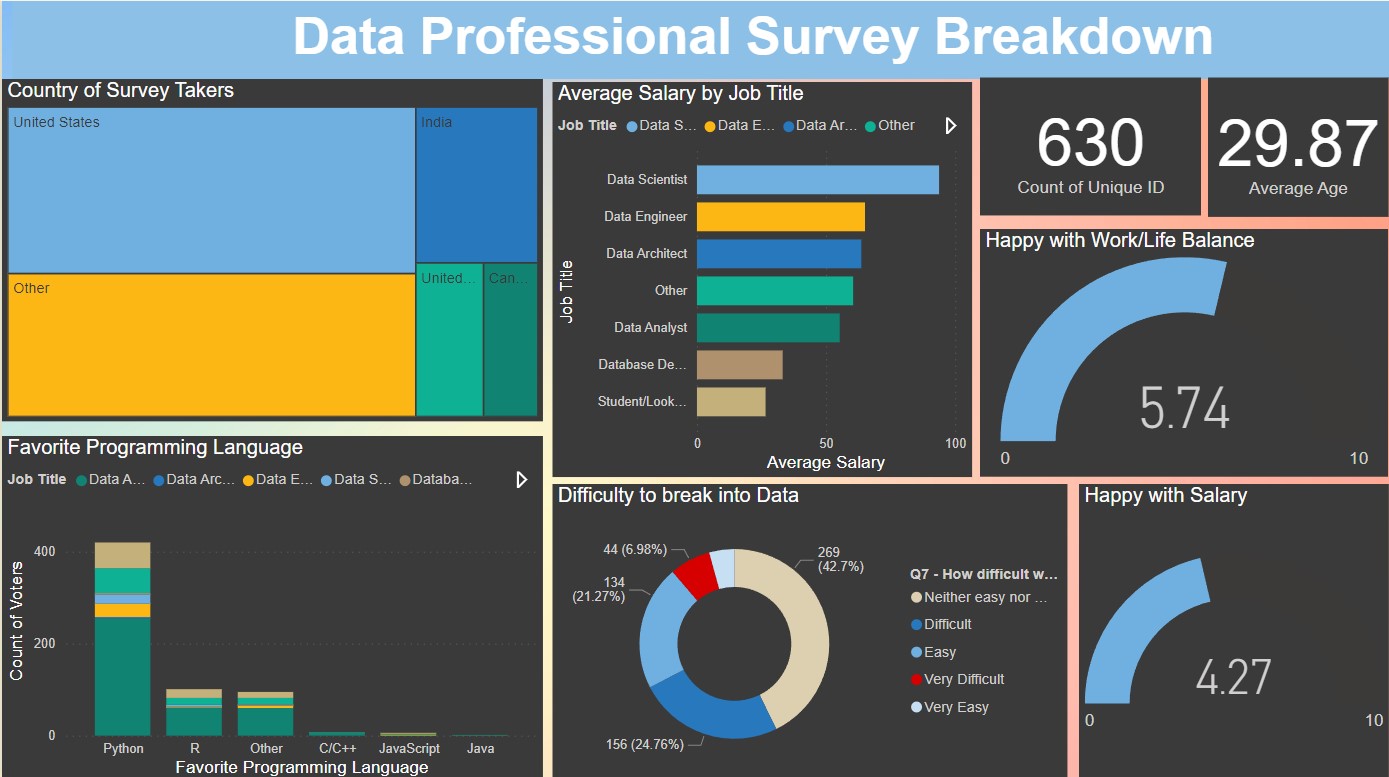 Data Professional Survey Breakdown
Country of Survey Takers
United States
India
Other
United...
Can...
Average Salary by Job Title
Job Title Data S... Data E... Data Ar... Other
Data Scientist
Data Engineer
Data Architect
Other
Data Analyst
Database De...
Student/Look...
Job Title
0 50 100
Average Salary
630
Count of Unique ID
29.87
Average Age
Happy with Work/Life Balance
5.74
0 10
Favorite Programming Language
Job Title Data A... Data Arc... Data E... Data S... Databa...
Count of Voters
400
200
0
Python R Other C/C++ JavaScript Java
Favorite Programming Language
Difficulty to break into Data
44 (6.98%)
269
(42.7%)
134
(21.27%)
156 (24.76%)
Q7 - How difficult w...
Neither easy nor ...
Difficult
Easy
Very Difficult
Very Easy
Happy with Salary
4.27
0 10